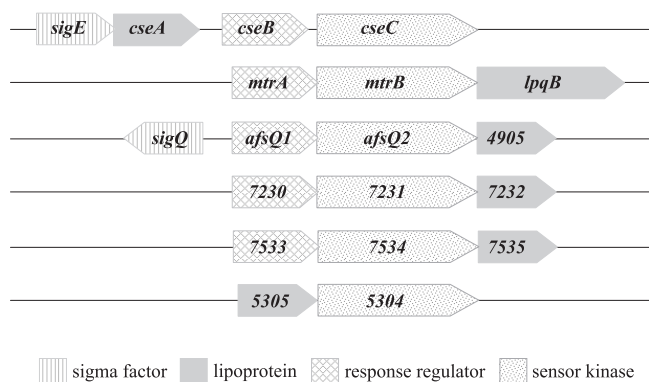 sigE cseA cseB cseC
mtrA mtrB lpqB
sigQ afsQ1 afsQ2 4905
7230 7231 7232
7533 7534 7535
5305 5304
sigma factor lipoprotein response regulator sensor kinase